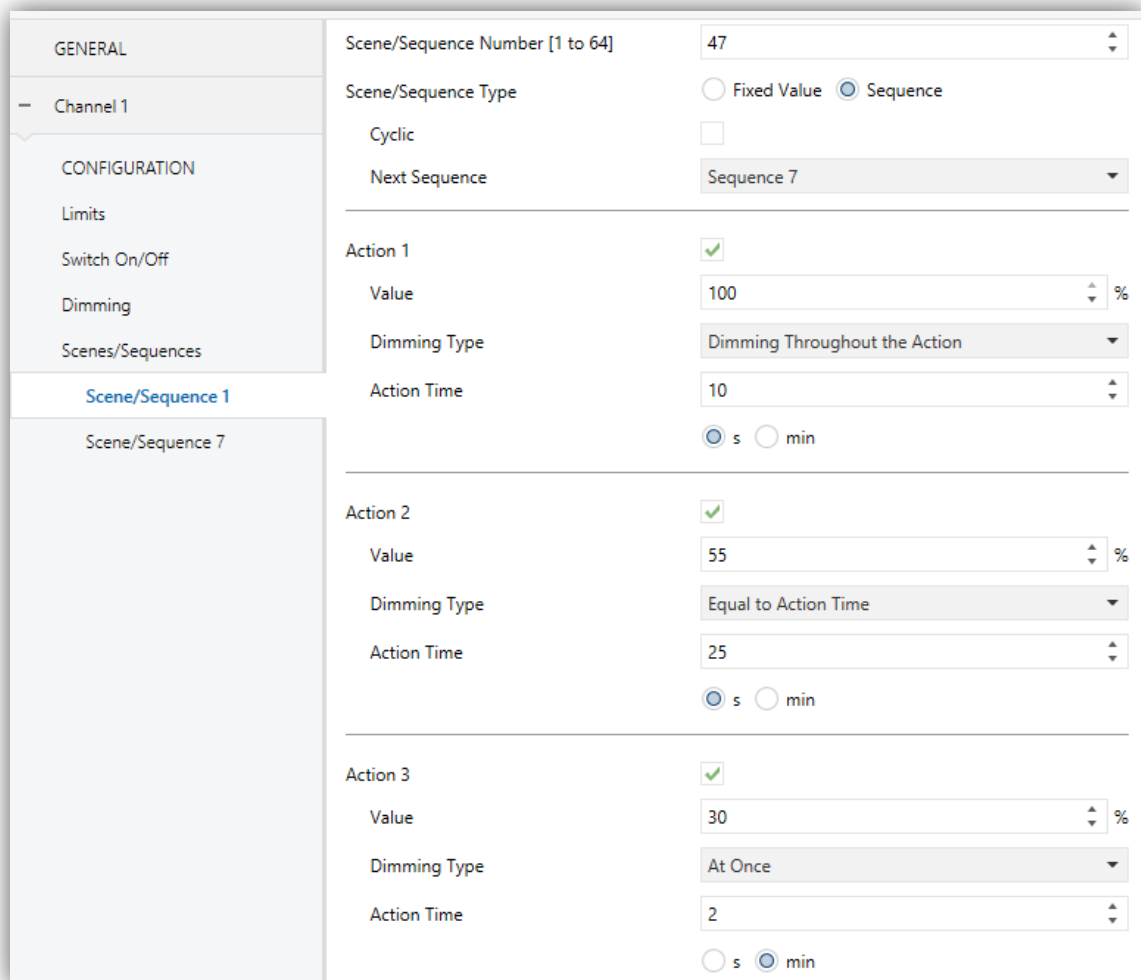 GENERAL
Channel 1
CONFIGURATION
Limits
Switch On/Off
Dimming
Scenes/Sequences
Scene/Sequence 1
Scene/Sequence 7
Scene/Sequence Number [1 to 64] 47
Scene/Sequence Type Fixed Value Sequence
Cyclic
Next Sequence Sequence 7
Action 1
Value 100 %
Dimming Type Dimming Throughout the Action
Action Time 10
s min
Action 2
Value 55 %
Dimming Type Equal to Action Time
Action Time 25
s min
Action 3
Value 30 %
Dimming Type At Once
Action Time 2
s min